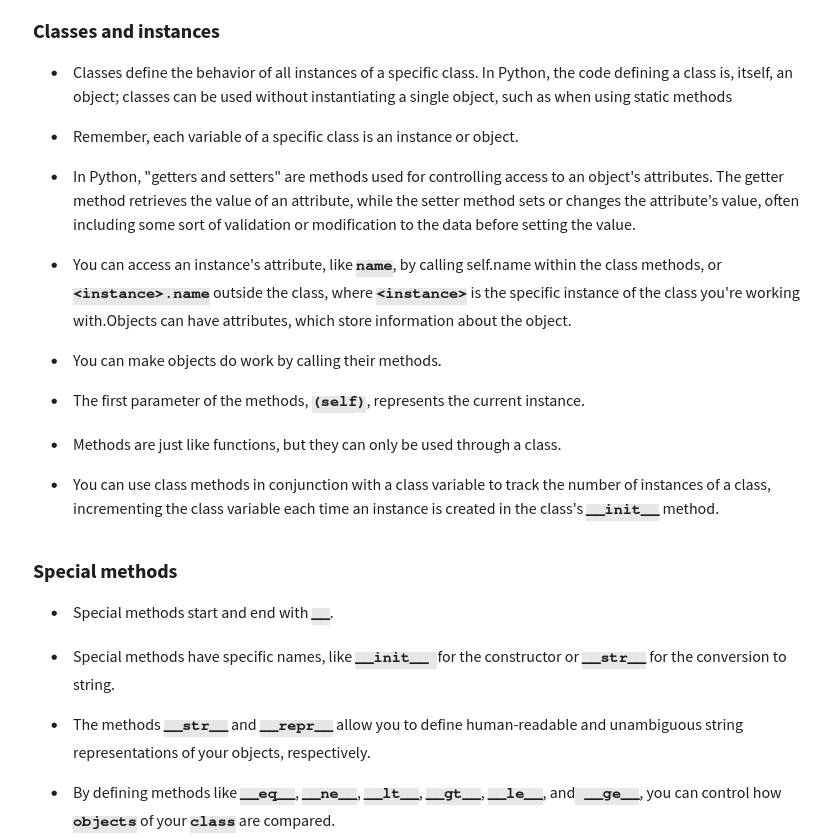 Classes and instances
Classes define the behavior of all instances of a specific class. In Python, the code defining a class is, itself, an
object; classes can be used without instantiating a single object, such as when using static methods
Remember, each variable of a specific class is an instance or object.
In Python, "getters and setters" are methods used for controlling access to an object's attributes. The getter
method retrieves the value of an attribute, while the setter method sets or changes the attribute's value, often
including some sort of validation or modification to the data before setting the value.
You can access an instance's attribute, like name, by calling self.name within the class methods, or
<instance>.name outside the class, where <instance> is the specific instance of the class you're working
with.Objects can have attributes, which store information about the object.
You can make objects do work by calling their methods.
The first parameter of the methods, (self), represents the current instance.
Methods are just like functions, but they can only be used through a class.
You can use class methods in conjunction with a class variable to track the number of instances of a class,
incrementing the class variable each time an instance is created in the class's __init__ method.
Special methods
Special methods start and end with __.
Special methods have specific names, like __init__ for the constructor or __str__ for the conversion to
string.
The methods __str__ and __repr__ allow you to define human-readable and unambiguous string
representations of your objects, respectively.
By defining methods like __eq__, __ne__, __lt__, __gt__, __le__, and __ge__, you can control how
objects of your class are compared.